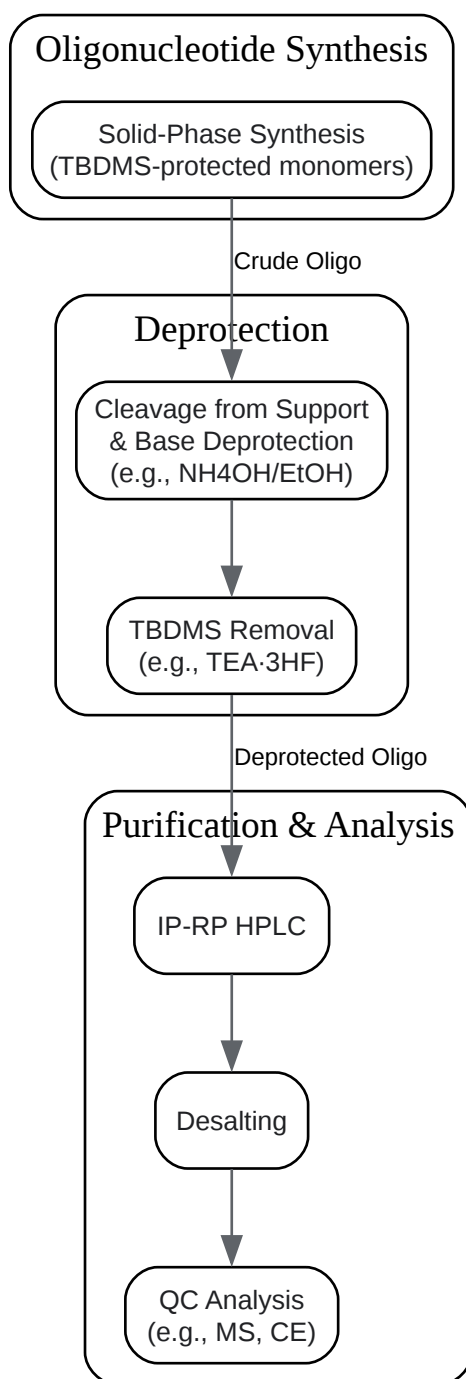 Oligonucleotide Synthesis
Solid-Phase Synthesis
(TBDMS-protected monomers)
Crude Oligo
Deprotection
Cleavage from Support
& Base Deprotection
(e.g., NH4OH/EtOH)
TBDMS Removal
(e.g., TEA·3HF)
Deprotected Oligo
Purification & Analysis
IP-RP HPLC
Desalting
QC Analysis
(e.g., MS, CE)